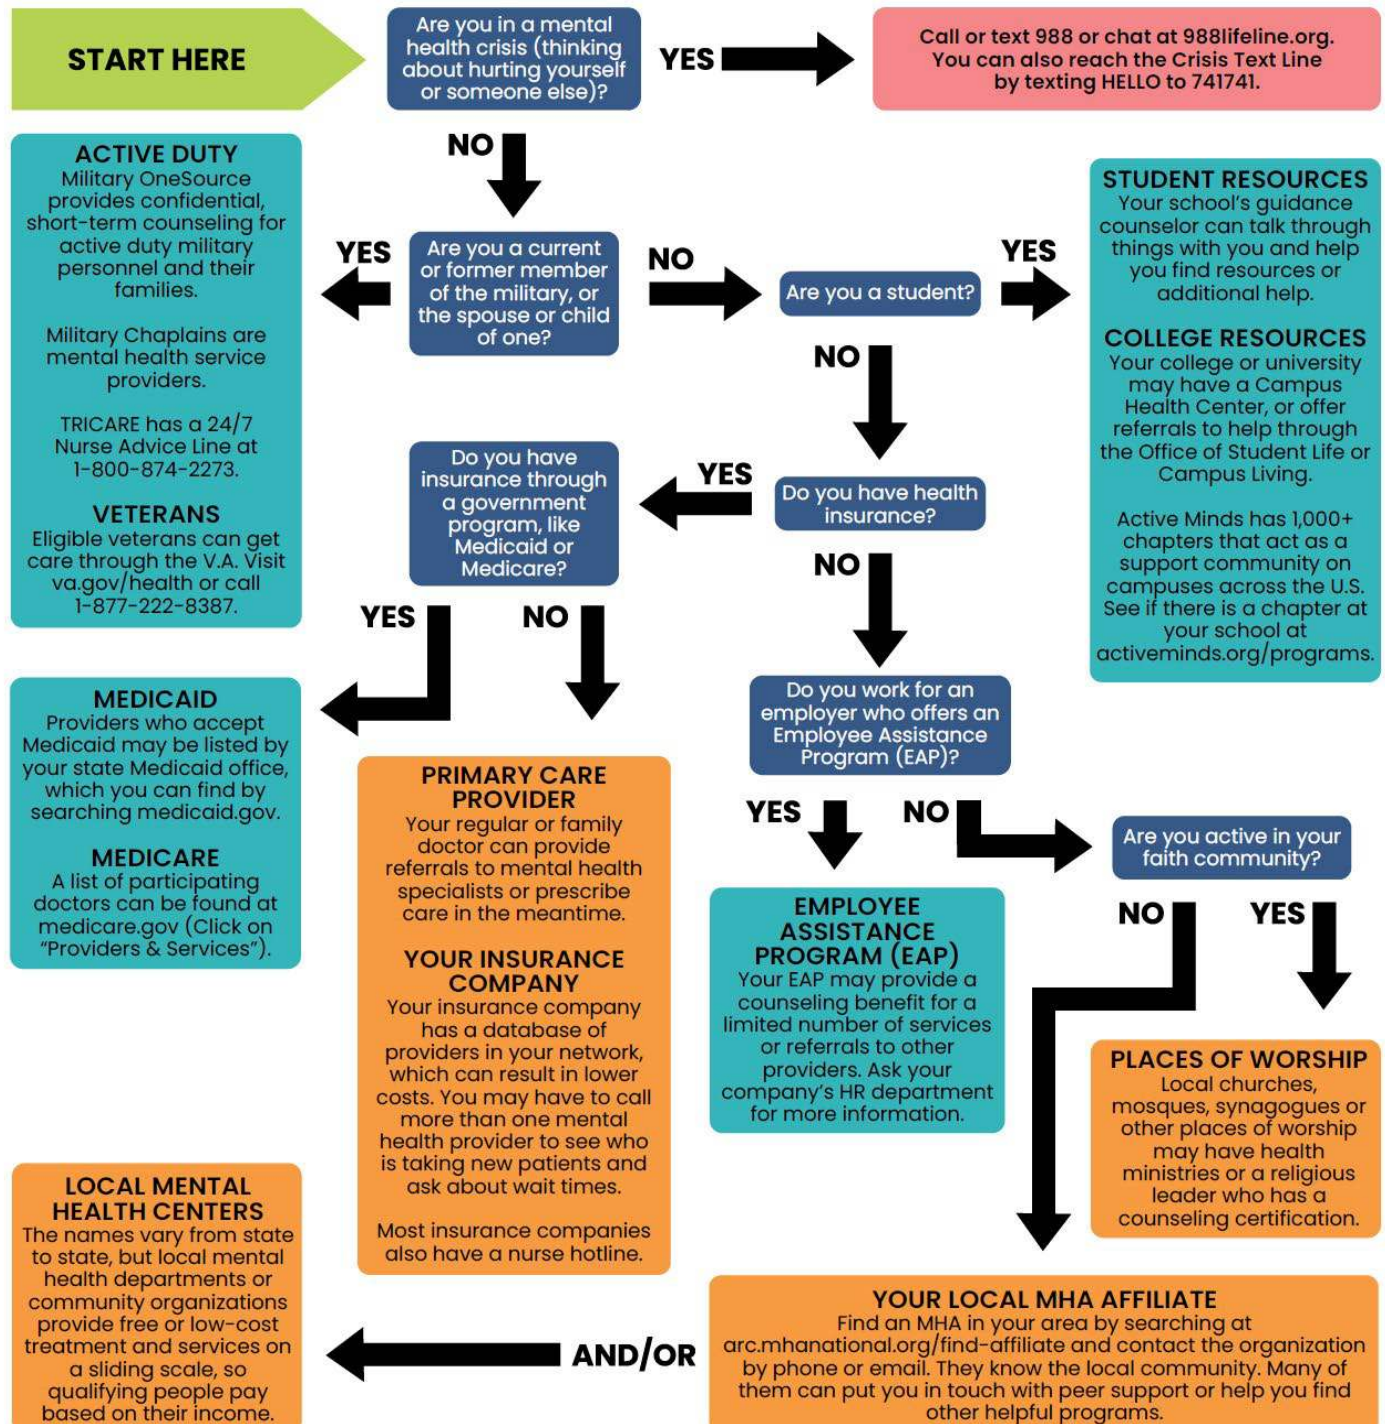 START HERE
Are you in a mental
health crisis (thinking
about hurting yourself
or someone else)?
YES
Call or text 988 or chat at 988lifeline.org.
You can also reach the Crisis Text Line
by texting HELLO to 741741.
NO
ACTIVE DUTY
Military OneSource
provides confidential,
short-term counseling for
active duty military
personnel and their
families.
Military Chaplains are
mental health service
providers.
TRICARE has a 24/7
Nurse Advice Line at
1-800-874-2273.
VETERANS
Eligible veterans can get
care through the V.A. Visit
va.gov/health or call
1-877-222-8387.
YES
Are you a current
or former member
of the military, or
the spouse or child
of one?
NO
Are you a student?
YES
STUDENT RESOURCES
Your school's guidance
counselor can talk through
things with you and help
you find resources or
additional help.
COLLEGE RESOURCES
Your college or university
may have a Campus
Health Center, or offer
referrals to help through
the Office of Student Life or
Campus Living.
Active Minds has 1,000+
chapters that act as a
support community on
campuses across the U.S.
See if there is a chapter at
your school at
activeminds.org/programs.
NO
Do you have health
insurance?
YES
Do you have
insurance through
a government
program, like
Medicaid or
Medicare?
YES
NO
MEDICAID
Providers who accept
Medicaid may be listed by
your state Medicaid office,
which you can find by
searching medicaid.gov.
MEDICARE
A list of participating
doctors can be found at
medicare.gov (Click on
“Providers & Services”).
PRIMARY CARE
PROVIDER
Your regular or family
doctor can provide
referrals to mental health
specialists or prescribe
care in the meantime.
YOUR INSURANCE
COMPANY
Your insurance company
has a database of
providers in your network,
which can result in lower
costs. You may have to call
more than one mental
health provider to see who
is taking new patients and
ask about wait times.
Most insurance companies
also have a nurse hotline.
NO
Do you work for an
employer who offers an
Employee Assistance
Program (EAP)?
YES
NO
EMPLOYEE
ASSISTANCE
PROGRAM (EAP)
Your EAP may provide a
counseling benefit for a
limited number of services
or referrals to other
providers. Ask your
company's HR department
for more information.
Are you active in your
faith community?
NO
YES
PLACES OF WORSHIP
Local churches,
mosques, synagogues or
other places of worship
may have health
ministries or a religious
leader who has a
counseling certification.
YOUR LOCAL MHA AFFILIATE
Find an MHA in your area by searching at
arc.mhanational.org/find-affiliate and contact the organization
by phone or email. They know the local community. Many of
them can put you in touch with peer support or help you find
other helpful programs.
AND/OR
LOCAL MENTAL
HEALTH CENTERS
The names vary from state
to state, but local mental
health departments or
community organizations
provide free or low-cost
treatment and services on
a sliding scale, so
qualifying people pay
based on their income.